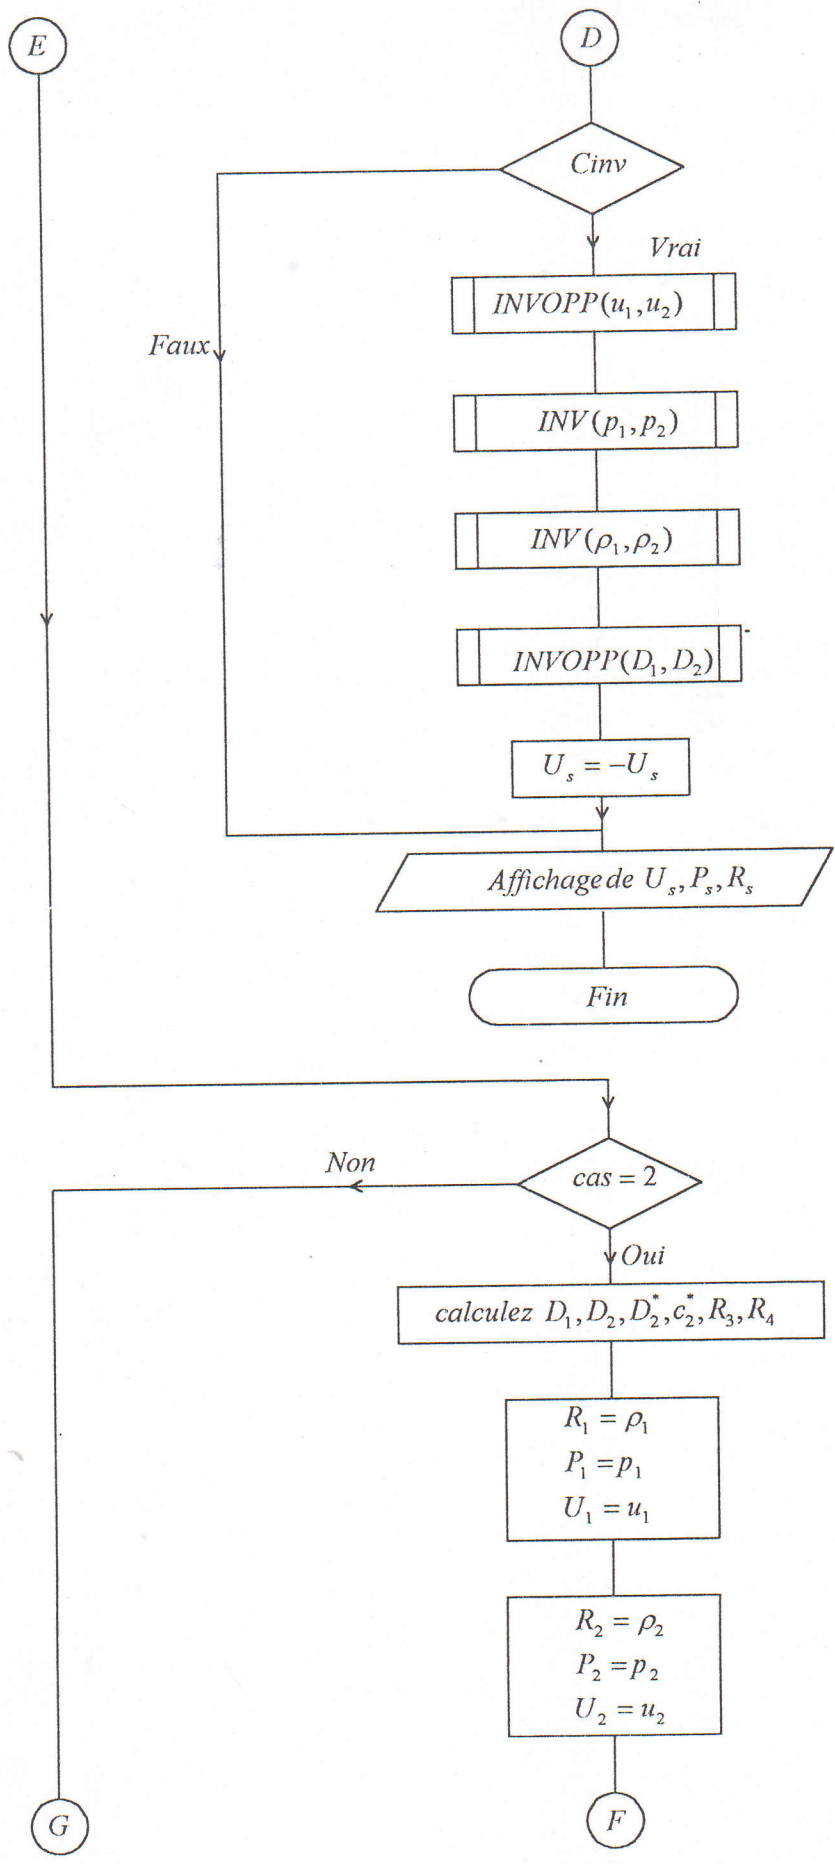 E
D
Cinv
Vrai
INVOPP(u₁,u₂)
Faux
INV(p₁,p₂)
INV(ρ₁,ρ₂)
INVOPP(D₁,D₂)
Uₛ = −Uₛ
Affichage de Uₛ,Pₛ,Rₛ
Fin
Non
cas = 2
Oui
calculez D₁,D₂,D₂*,c₂*,R₃,R₄
R₁ = ρ₁
P₁ = p₁
U₁ = u₁
R₂ = ρ₂
P₂ = p₂
U₂ = u₂
G
F